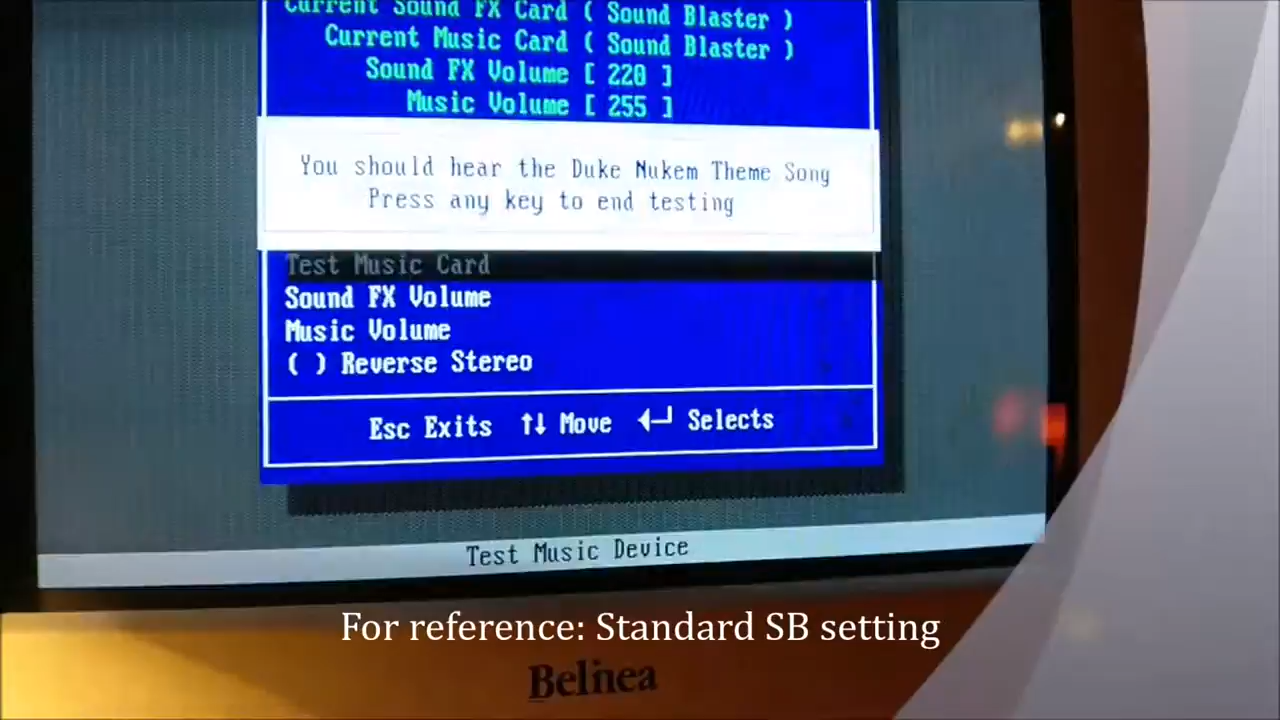 Current Sound FX Card ( Sound Blaster )
Current Music Card ( Sound Blaster )
Sound FX Volume [ 220 ]
Music Volume [ 255 ]
You should hear the Duke Nukem Theme Song
Press any key to end testing
Test Music Card
Sound FX Volume
Music Volume
( ) Reverse Stereo
Esc Exits ↑↓ Move ↵ Selects
Test Music Device
For reference: Standard SB setting
Belinea